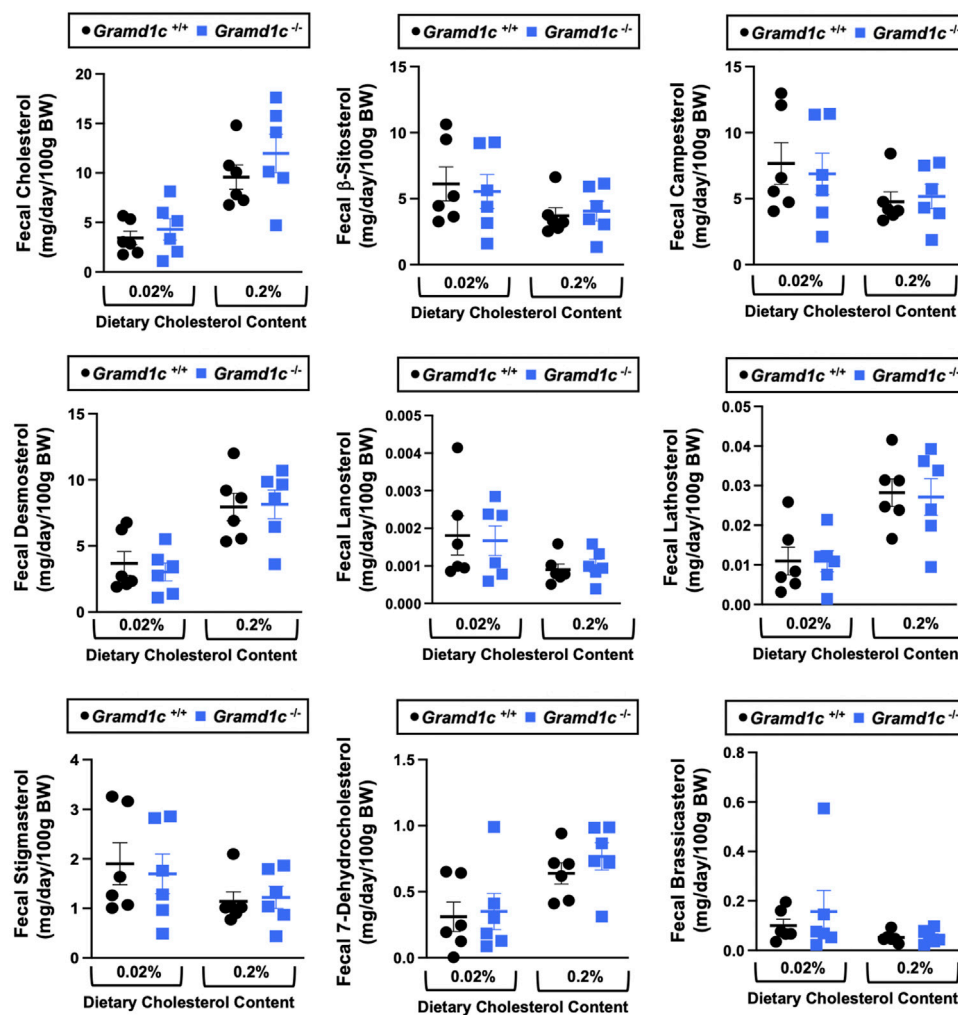 Gramd1c +/+ Gramd1c -/-
Fecal Cholesterol
(mg/day/100g BW)
20
15
10
5
0
0.02% 0.2%
Dietary Cholesterol Content
Gramd1c +/+ Gramd1c -/-
Fecal β-Sitosterol
(mg/day/100g BW)
15
10
5
0
0.02% 0.2%
Dietary Cholesterol Content
Gramd1c +/+ Gramd1c -/-
Fecal Campesterol
(mg/day/100g BW)
15
10
5
0
0.02% 0.2%
Dietary Cholesterol Content
Gramd1c +/+ Gramd1c -/-
Fecal Desmosterol
(mg/day/100g BW)
15
10
5
0
0.02% 0.2%
Dietary Cholesterol Content
Gramd1c +/+ Gramd1c -/-
Fecal Lanosterol
(mg/day/100g BW)
0.005
0.004
0.003
0.002
0.001
0.000
0.02% 0.2%
Dietary Cholesterol Content
Gramd1c +/+ Gramd1c -/-
Fecal Lathosterol
(mg/day/100g BW)
0.05
0.04
0.03
0.02
0.01
0.00
0.02% 0.2%
Dietary Cholesterol Content
Gramd1c +/+ Gramd1c -/-
Fecal Stigmasterol
(mg/day/100g BW)
4
3
2
1
0
0.02% 0.2%
Dietary Cholesterol Content
Gramd1c +/+ Gramd1c -/-
Fecal 7-Dehydrocholesterol
(mg/day/100g BW)
1.5
1.0
0.5
0.0
0.02% 0.2%
Dietary Cholesterol Content
Gramd1c +/+ Gramd1c -/-
Fecal Brassicasterol
(mg/day/100g BW)
0.8
0.6
0.4
0.2
0.0
0.02% 0.2%
Dietary Cholesterol Content